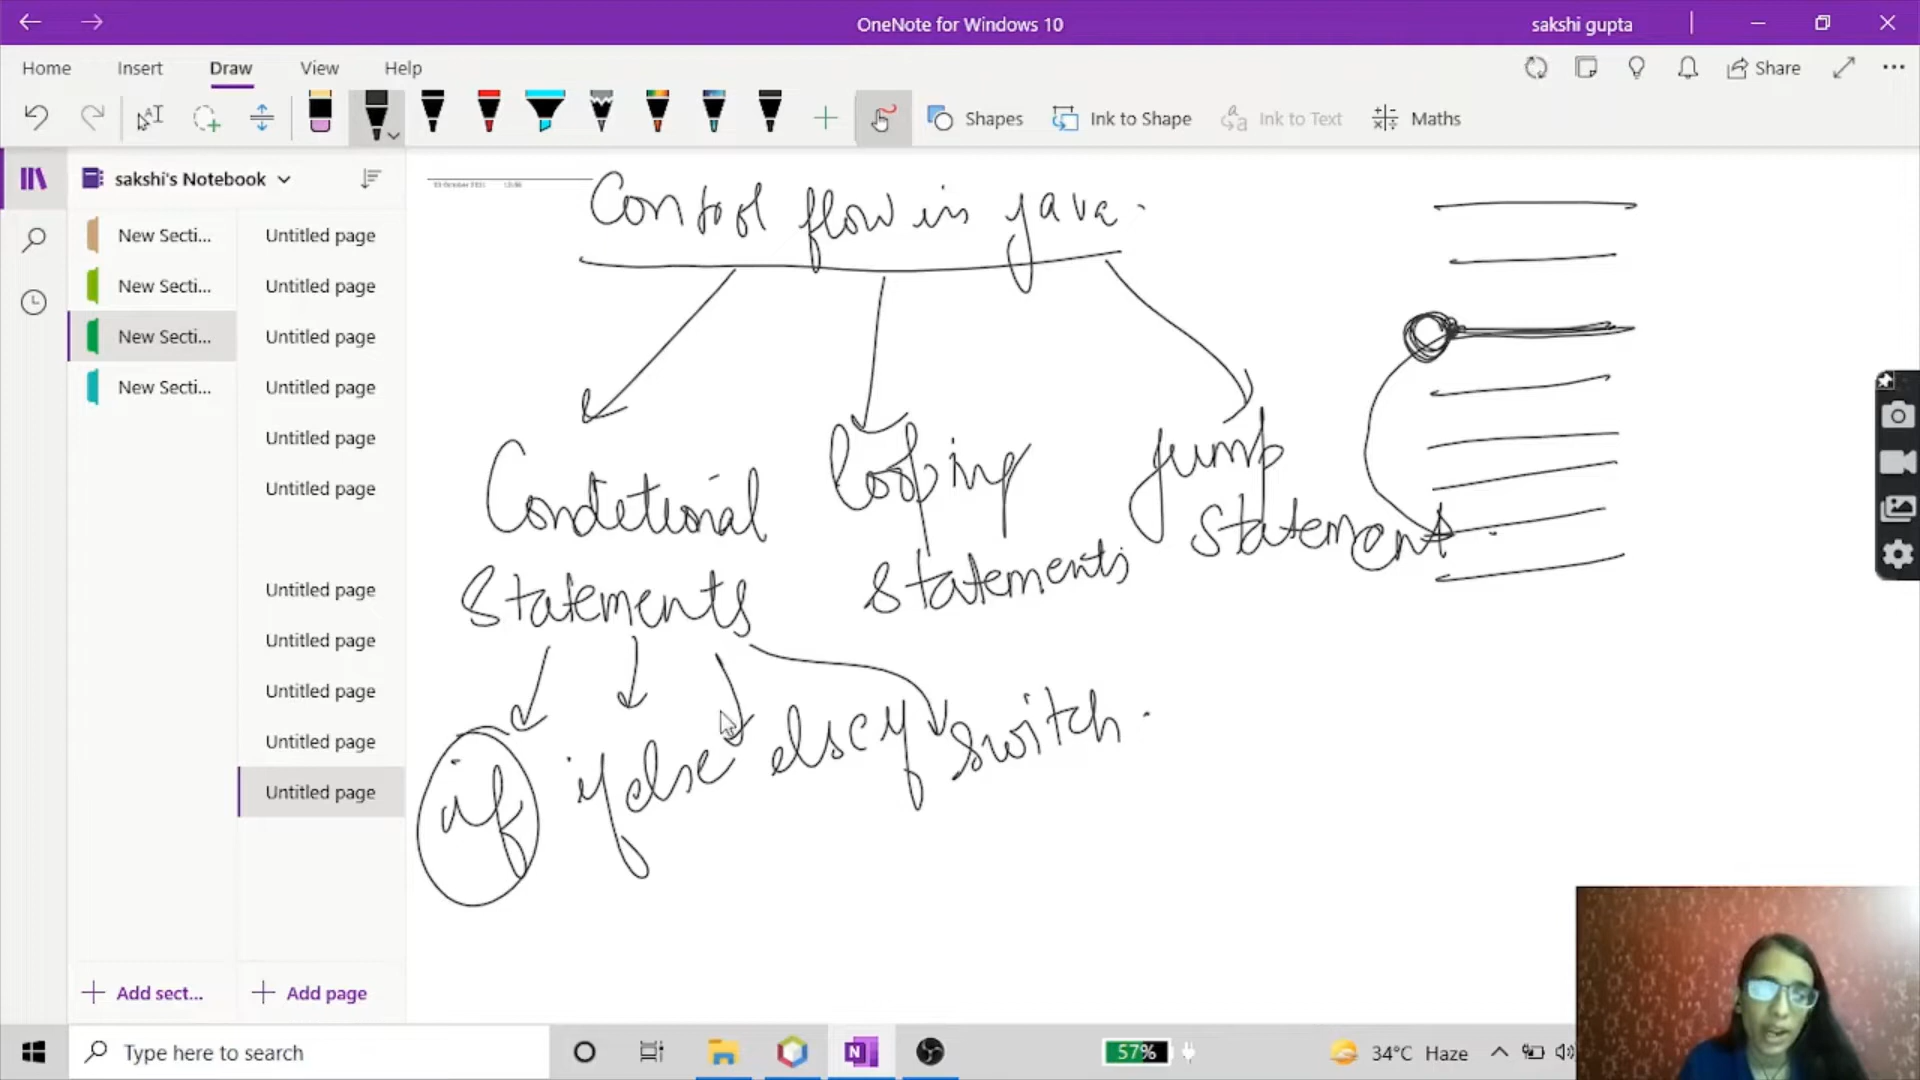 OneNote for Windows 10
sakshi gupta
Home Insert Draw View Help
Share
Shapes Ink to Shape Ink to Text Maths
sakshi's Notebook
New Secti...
New Secti...
New Secti...
New Secti...
Untitled page
Untitled page
Untitled page
Untitled page
Untitled page
Untitled page
Untitled page
Untitled page
Untitled page
Untitled page
Untitled page
Add sect...
Add page
Control flow in java.
Condetional
Statements
looping
statements
jump
statement.
if if else else if switch.
Type here to search
57%
34°C Haze